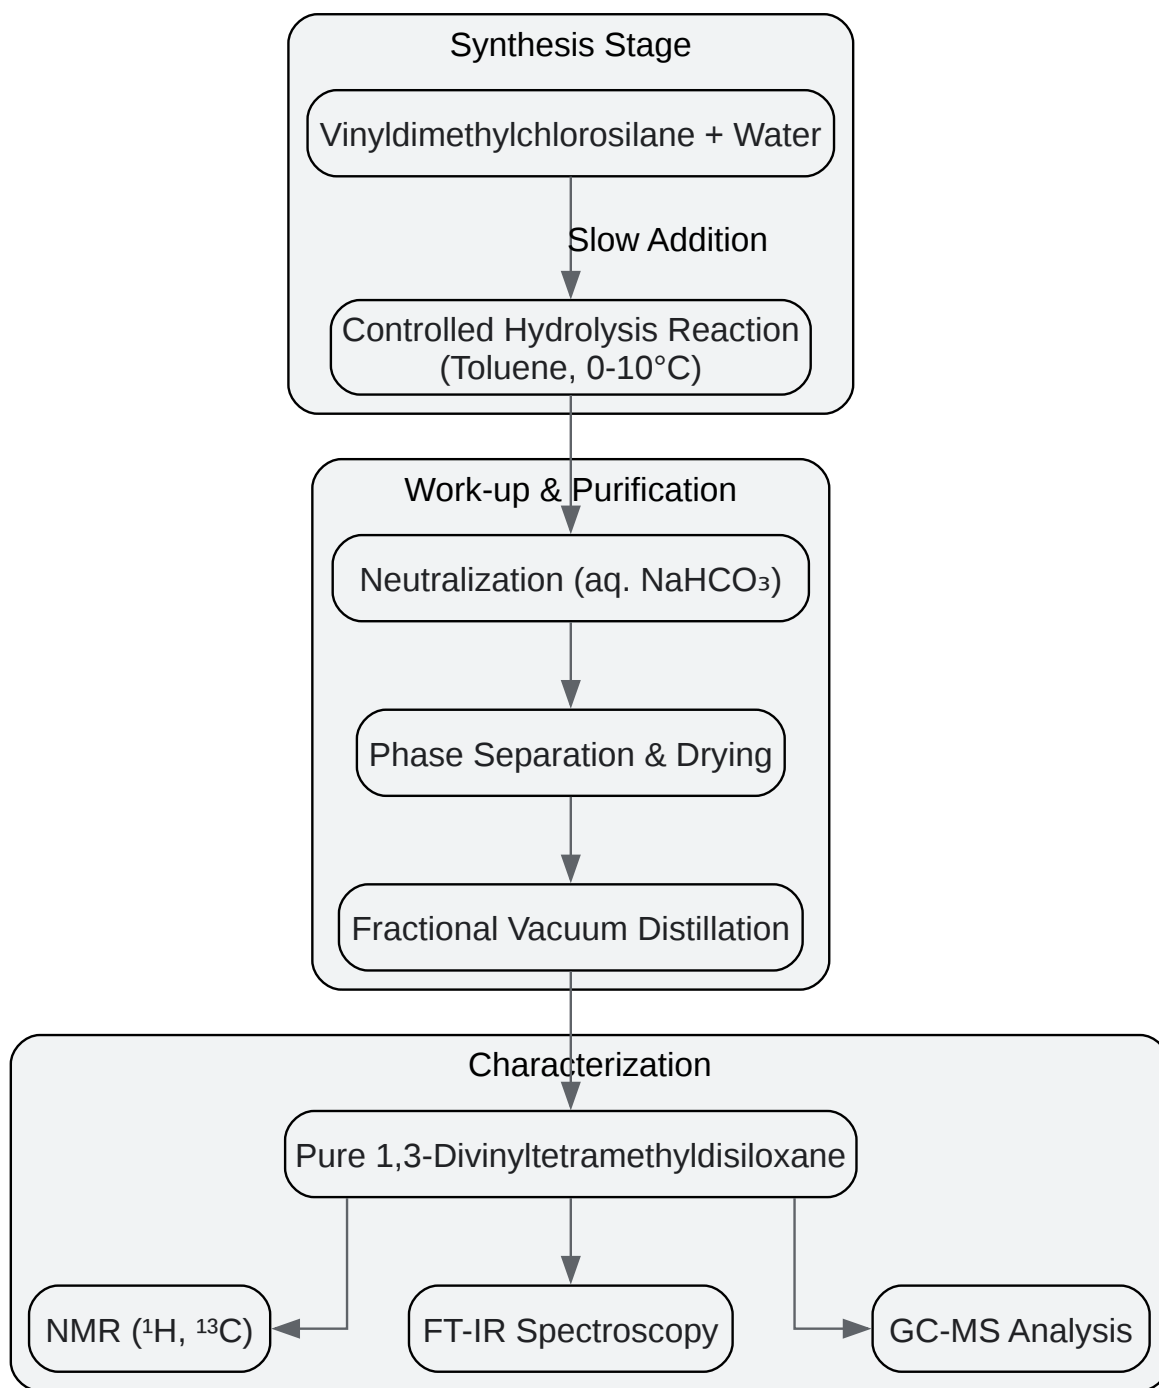 Synthesis Stage
Vinyldimethylchlorosilane + Water
Slow Addition
Controlled Hydrolysis Reaction
(Toluene, 0-10°C)
Work-up & Purification
Neutralization (aq. NaHCO₃)
Phase Separation & Drying
Fractional Vacuum Distillation
Characterization
Pure 1,3-Divinyltetramethyldisiloxane
NMR (¹H, ¹³C)
FT-IR Spectroscopy
GC-MS Analysis